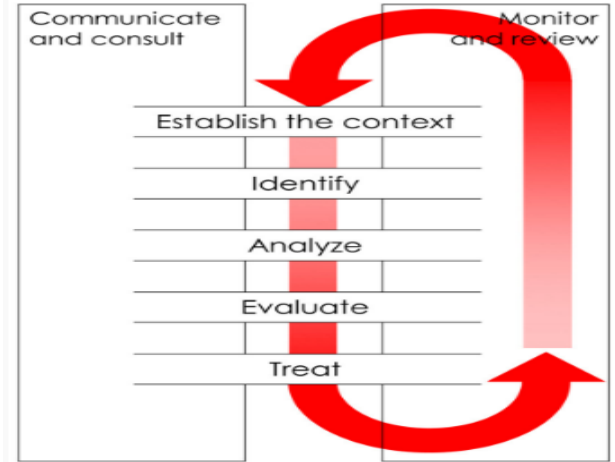 Communicate
and consult
Monitor
and review
Establish the context
Identify
Analyze
Evaluate
Treat